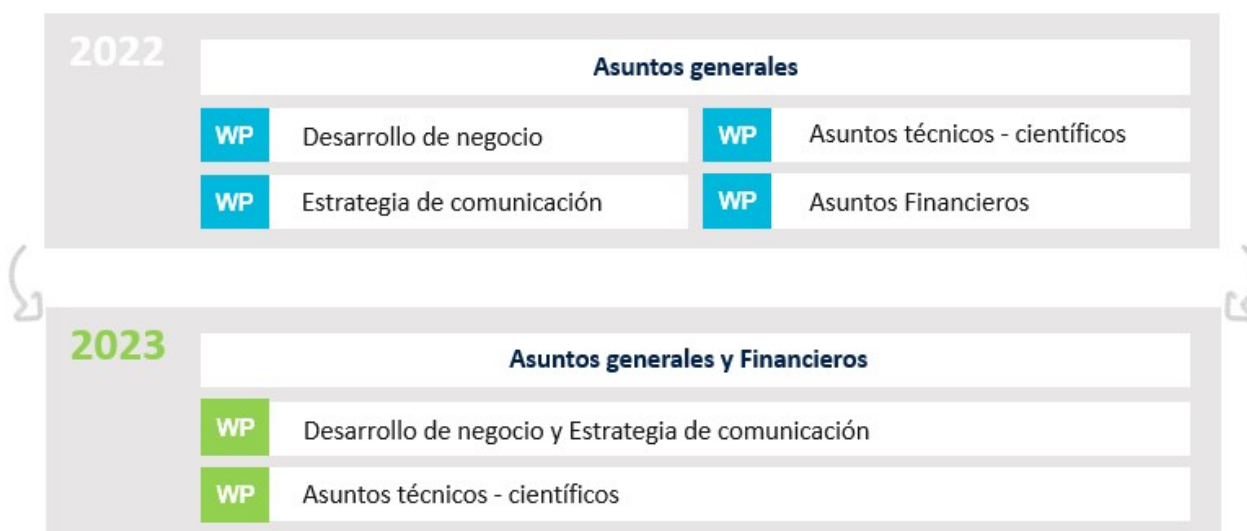 2022
Asuntos generales
WP Desarrollo de negocio
WP Asuntos técnicos - científicos
WP Estrategia de comunicación
WP Asuntos Financieros
2023
Asuntos generales y Financieros
WP Desarrollo de negocio y Estrategia de comunicación
WP Asuntos técnicos - científicos